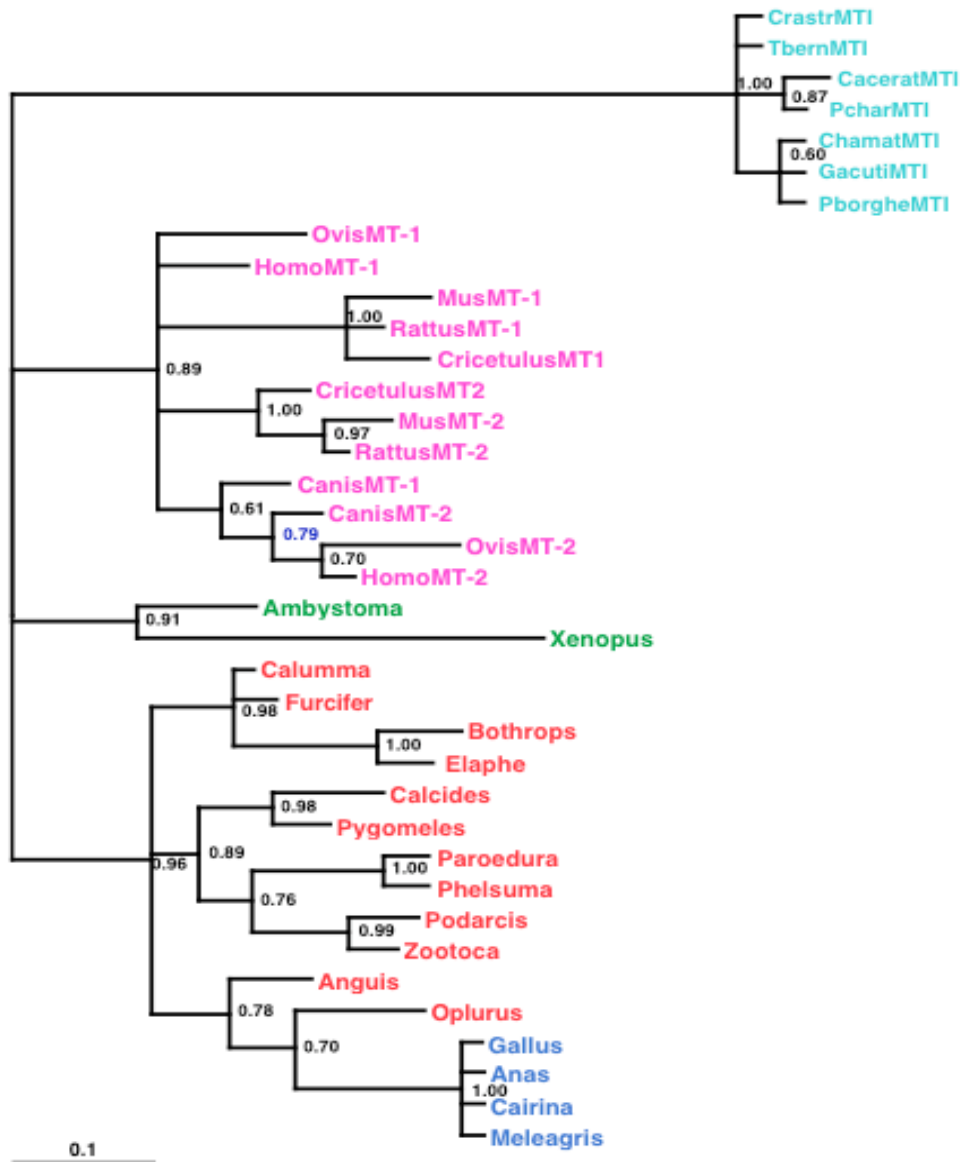 CrastrMTI
TbernMTI
1.00
CaceratMTI
0.87
PcharMTI
ChamatMTI
0.60
GacutiMTI
PborgheMTI
OvisMT-1
HomoMT-1
MusMT-1
1.00
RattusMT-1
CricetulusMT1
0.89
CricetulusMT2
1.00
MusMT-2
0.97
RattusMT-2
CanisMT-1
0.61
CanisMT-2
0.79
OvisMT-2
0.70
HomoMT-2
Ambystoma
0.91
Xenopus
Calumma
Furcifer
0.98
Bothrops
1.00
Elaphe
Calcides
0.98
Pygomeles
0.96
0.89
Paroedura
1.00
Phelsuma
0.76
Podarcis
0.99
Zootoca
Anguis
0.78
Oplurus
0.70
Gallus
Anas
1.00
Cairina
Meleagris
0.1